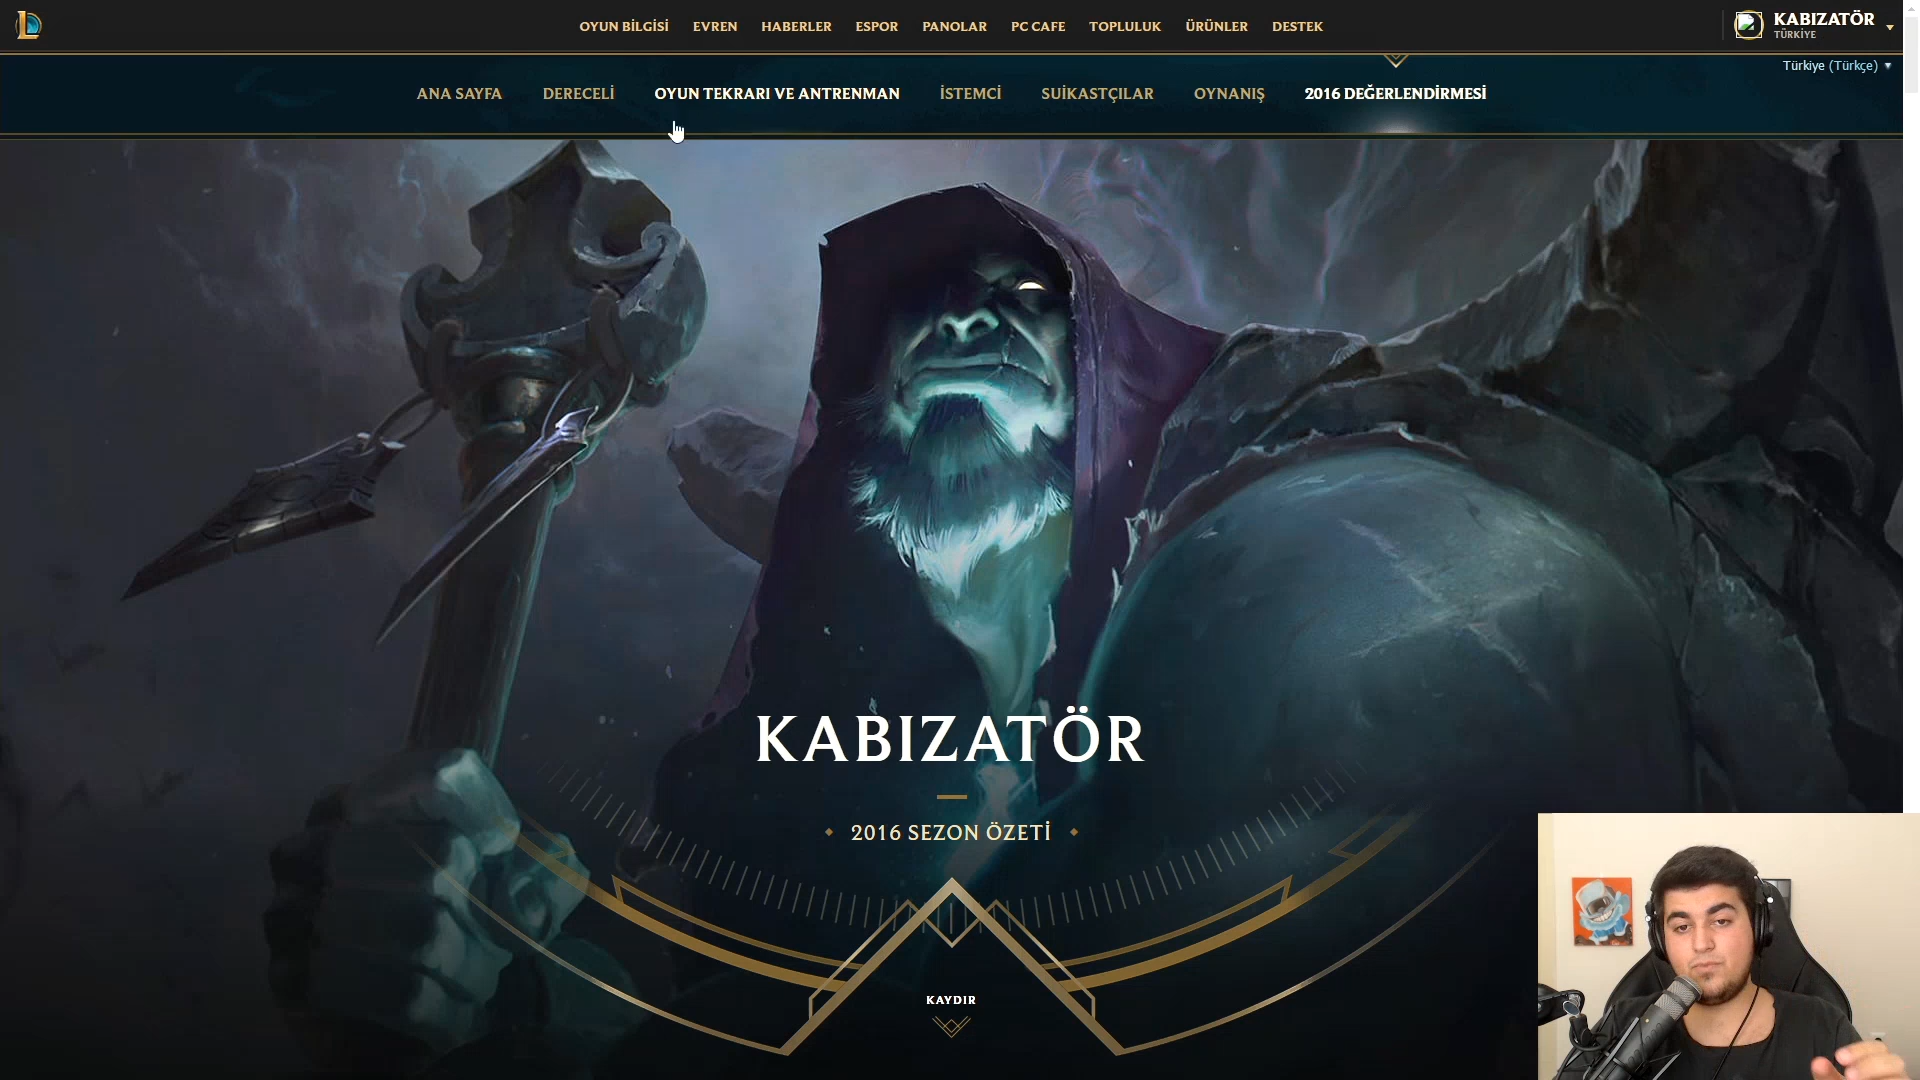 OYUN BİLGİSİ EVREN HABERLER ESPOR PANOLAR PC CAFE TOPLULUK ÜRÜNLER DESTEK
KABIZATÖR
TÜRKİYE
Türkiye (Türkçe)
ANA SAYFA DERECELİ OYUN TEKRARI VE ANTRENMAN İSTEMCİ SUİKASTÇILAR OYNANIŞ 2016 DEĞERLENDİRMESİ
KABIZATÖR
2016 SEZON ÖZETİ
KAYDIR